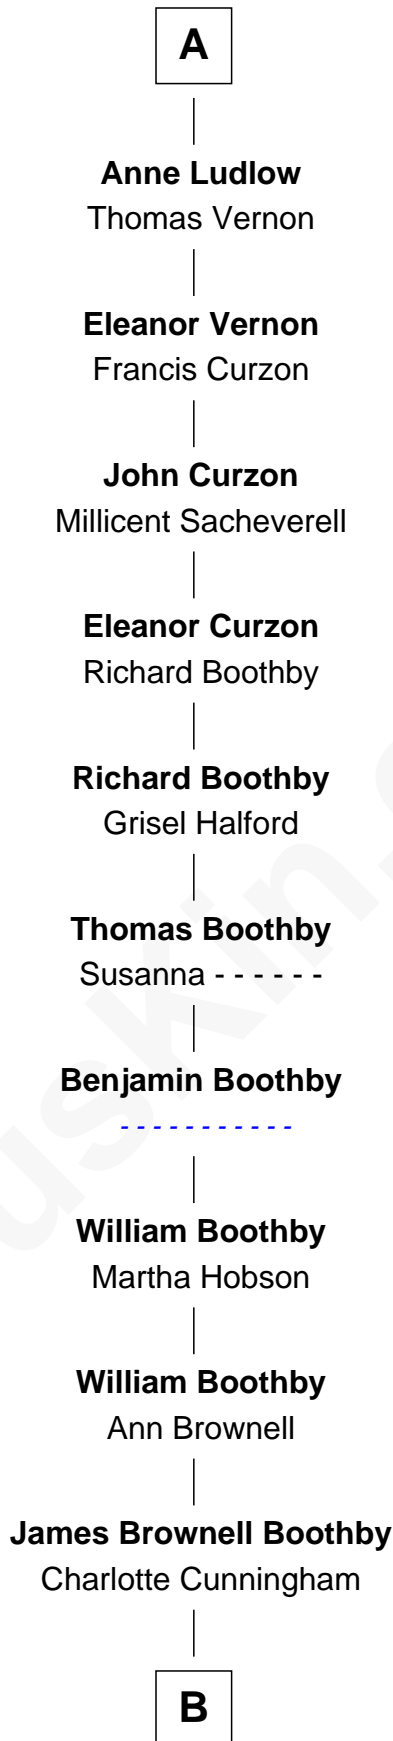 A
Anne Ludlow
Thomas Vernon
Eleanor Vernon
Francis Curzon
John Curzon
Millicent Sacheverell
Eleanor Curzon
Richard Boothby
Richard Boothby
Grisel Halford
Thomas Boothby
Susanna - - - - - -
Benjamin Boothby
- - - - - - - - - - -
William Boothby
Martha Hobson
William Boothby
Ann Brownell
James Brownell Boothby
Charlotte Cunningham
B